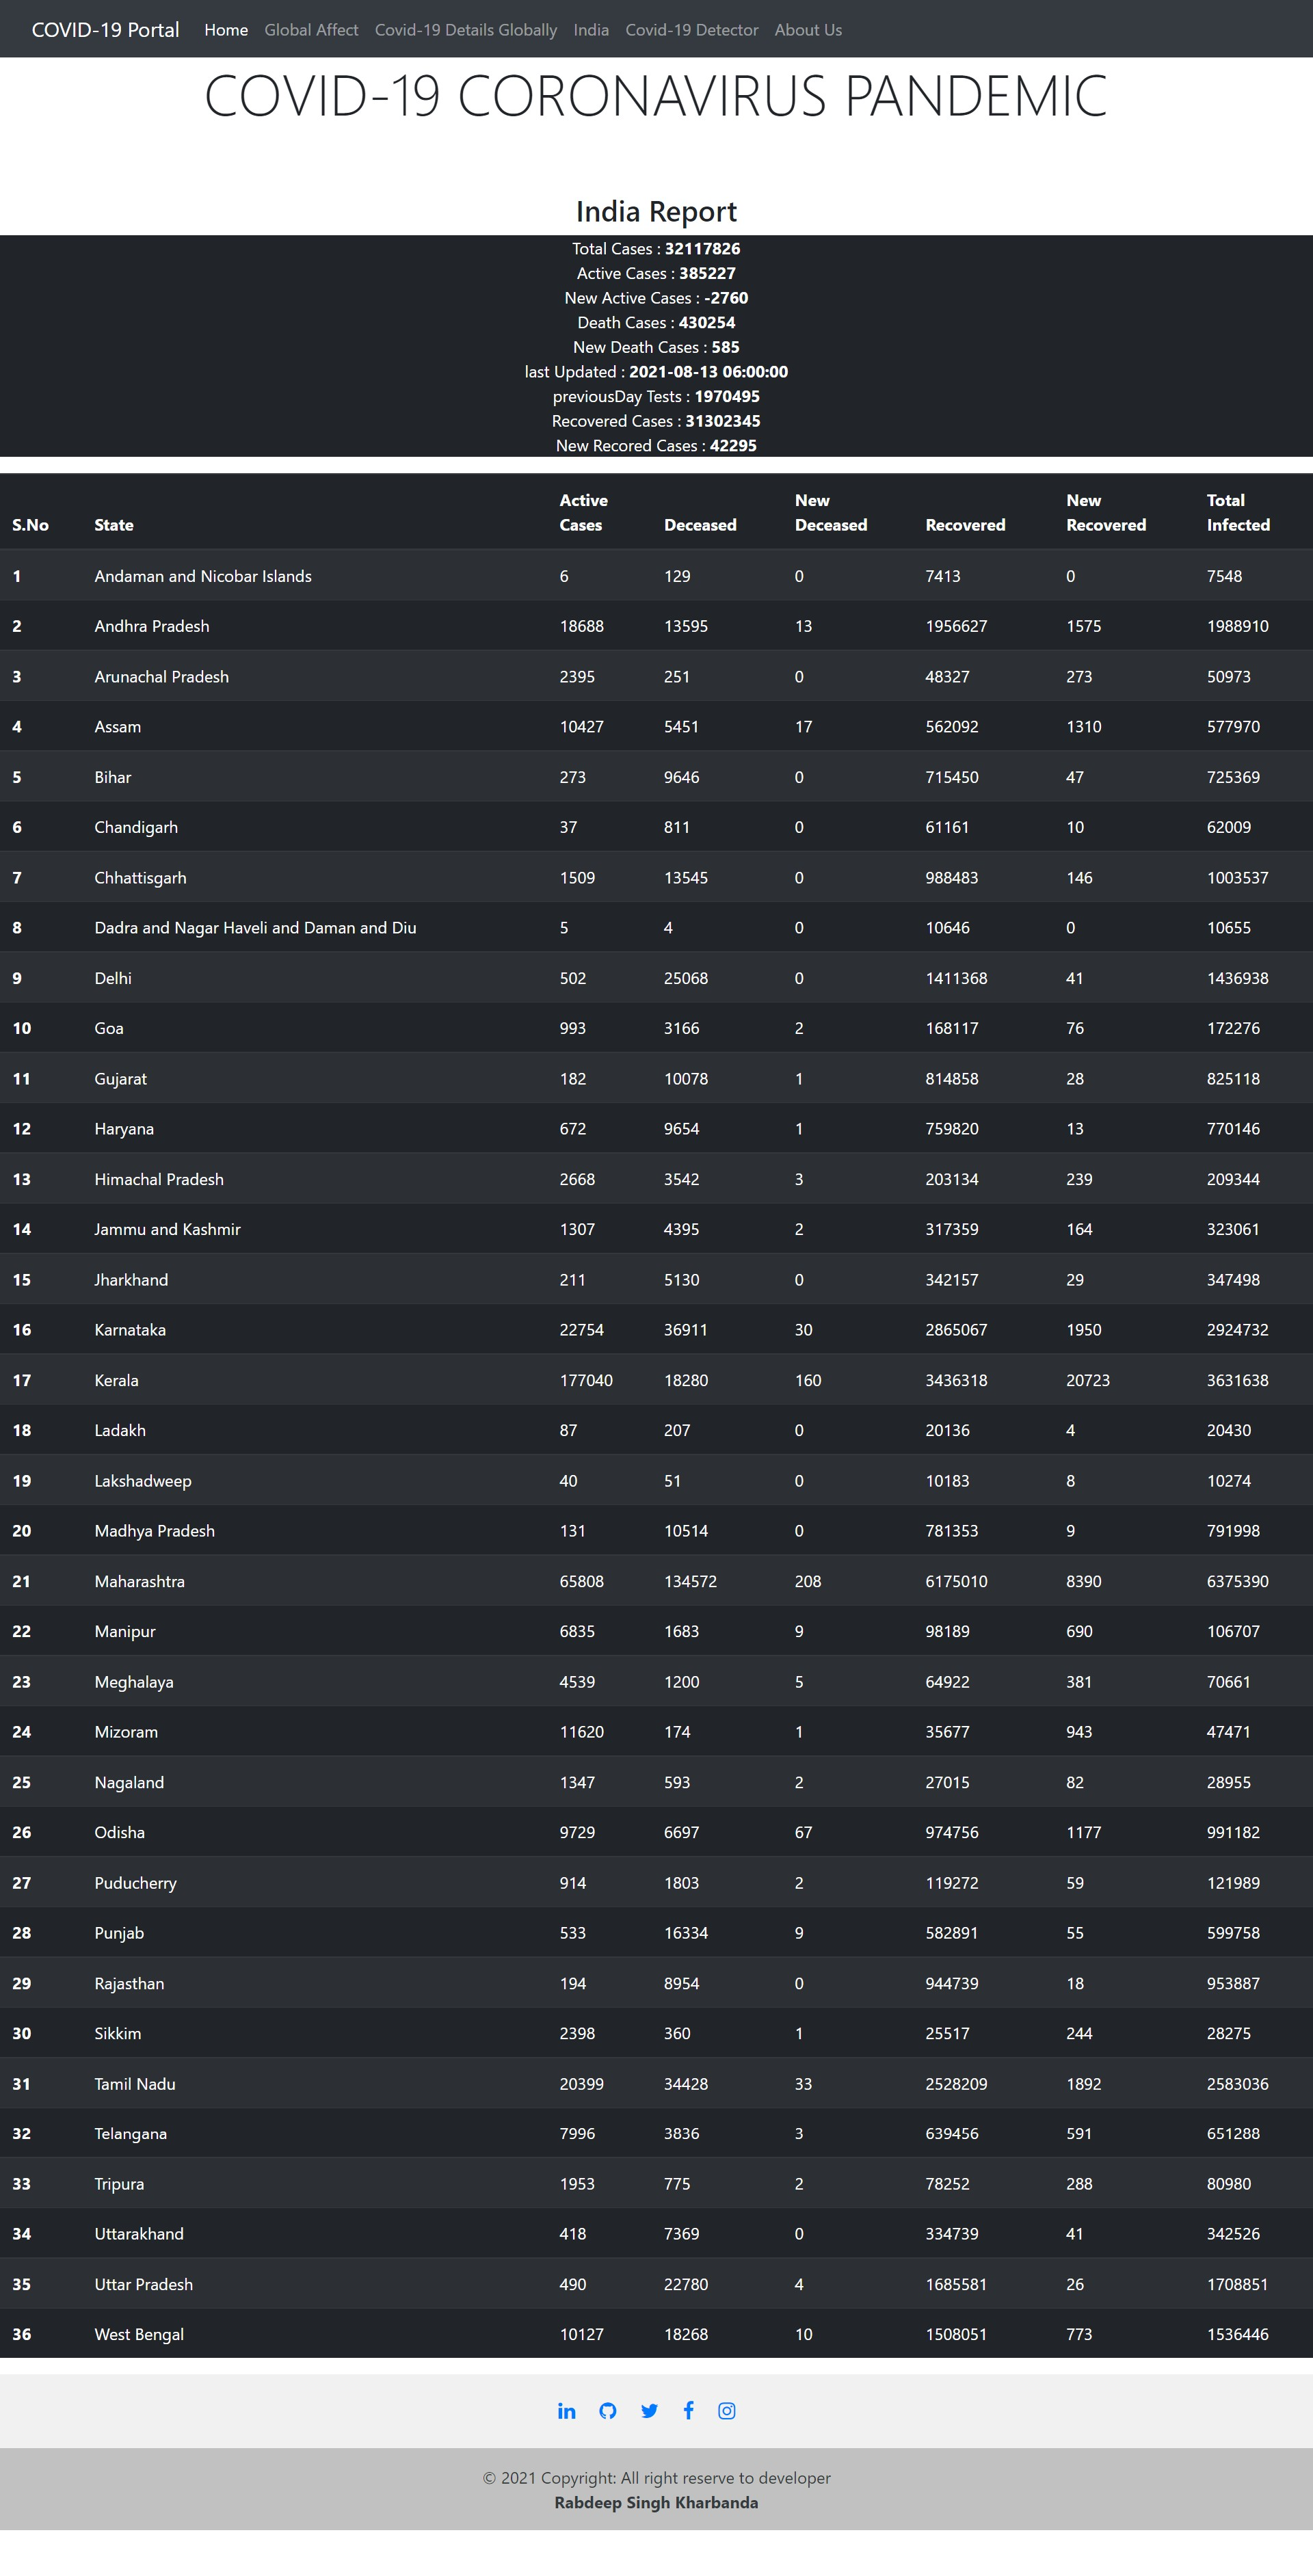 COVID-19 Portal Home Global Affect Covid-19 Details Globally India Covid-19 Detector About Us
COVID-19 CORONAVIRUS PANDEMIC
India Report
Total Cases : 32117826
Active Cases : 385227
New Active Cases : -2760
Death Cases : 430254
New Death Cases : 585
last Updated : 2021-08-13 06:00:00
previousDay Tests : 1970495
Recovered Cases : 31302345
New Recored Cases : 42295
S.No State Active Cases Deceased New Deceased Recovered New Recovered Total Infected
1 Andaman and Nicobar Islands 6 129 0 7413 0 7548
2 Andhra Pradesh 18688 13595 13 1956627 1575 1988910
3 Arunachal Pradesh 2395 251 0 48327 273 50973
4 Assam 10427 5451 17 562092 1310 577970
5 Bihar 273 9646 0 715450 47 725369
6 Chandigarh 37 811 0 61161 10 62009
7 Chhattisgarh 1509 13545 0 988483 146 1003537
8 Dadra and Nagar Haveli and Daman and Diu 5 4 0 10646 0 10655
9 Delhi 502 25068 0 1411368 41 1436938
10 Goa 993 3166 2 168117 76 172276
11 Gujarat 182 10078 1 814858 28 825118
12 Haryana 672 9654 1 759820 13 770146
13 Himachal Pradesh 2668 3542 3 203134 239 209344
14 Jammu and Kashmir 1307 4395 2 317359 164 323061
15 Jharkhand 211 5130 0 342157 29 347498
16 Karnataka 22754 36911 30 2865067 1950 2924732
17 Kerala 177040 18280 160 3436318 20723 3631638
18 Ladakh 87 207 0 20136 4 20430
19 Lakshadweep 40 51 0 10183 8 10274
20 Madhya Pradesh 131 10514 0 781353 9 791998
21 Maharashtra 65808 134572 208 6175010 8390 6375390
22 Manipur 6835 1683 9 98189 690 106707
23 Meghalaya 4539 1200 5 64922 381 70661
24 Mizoram 11620 174 1 35677 943 47471
25 Nagaland 1347 593 2 27015 82 28955
26 Odisha 9729 6697 67 974756 1177 991182
27 Puducherry 914 1803 2 119272 59 121989
28 Punjab 533 16334 9 582891 55 599758
29 Rajasthan 194 8954 0 944739 18 953887
30 Sikkim 2398 360 1 25517 244 28275
31 Tamil Nadu 20399 34428 33 2528209 1892 2583036
32 Telangana 7996 3836 3 639456 591 651288
33 Tripura 1953 775 2 78252 288 80980
34 Uttarakhand 418 7369 0 334739 41 342526
35 Uttar Pradesh 490 22780 4 1685581 26 1708851
36 West Bengal 10127 18268 10 1508051 773 1536446
© 2021 Copyright: All right reserve to developer
Rabdeep Singh Kharbanda